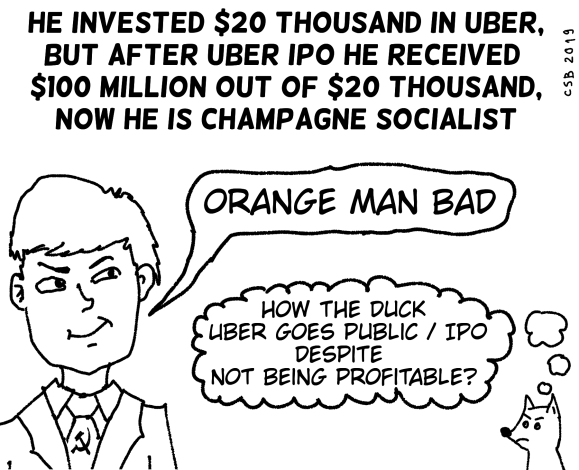 HE INVESTED $20 THOUSAND IN UBER,
BUT AFTER UBER IPO HE RECEIVED
$100 MILLION OUT OF $20 THOUSAND,
NOW HE IS CHAMPAGNE SOCIALIST
CSB 2019
ORANGE MAN BAD
HOW THE DUCK
UBER GOES PUBLIC / IPO
DESPITE
NOT BEING PROFITABLE?